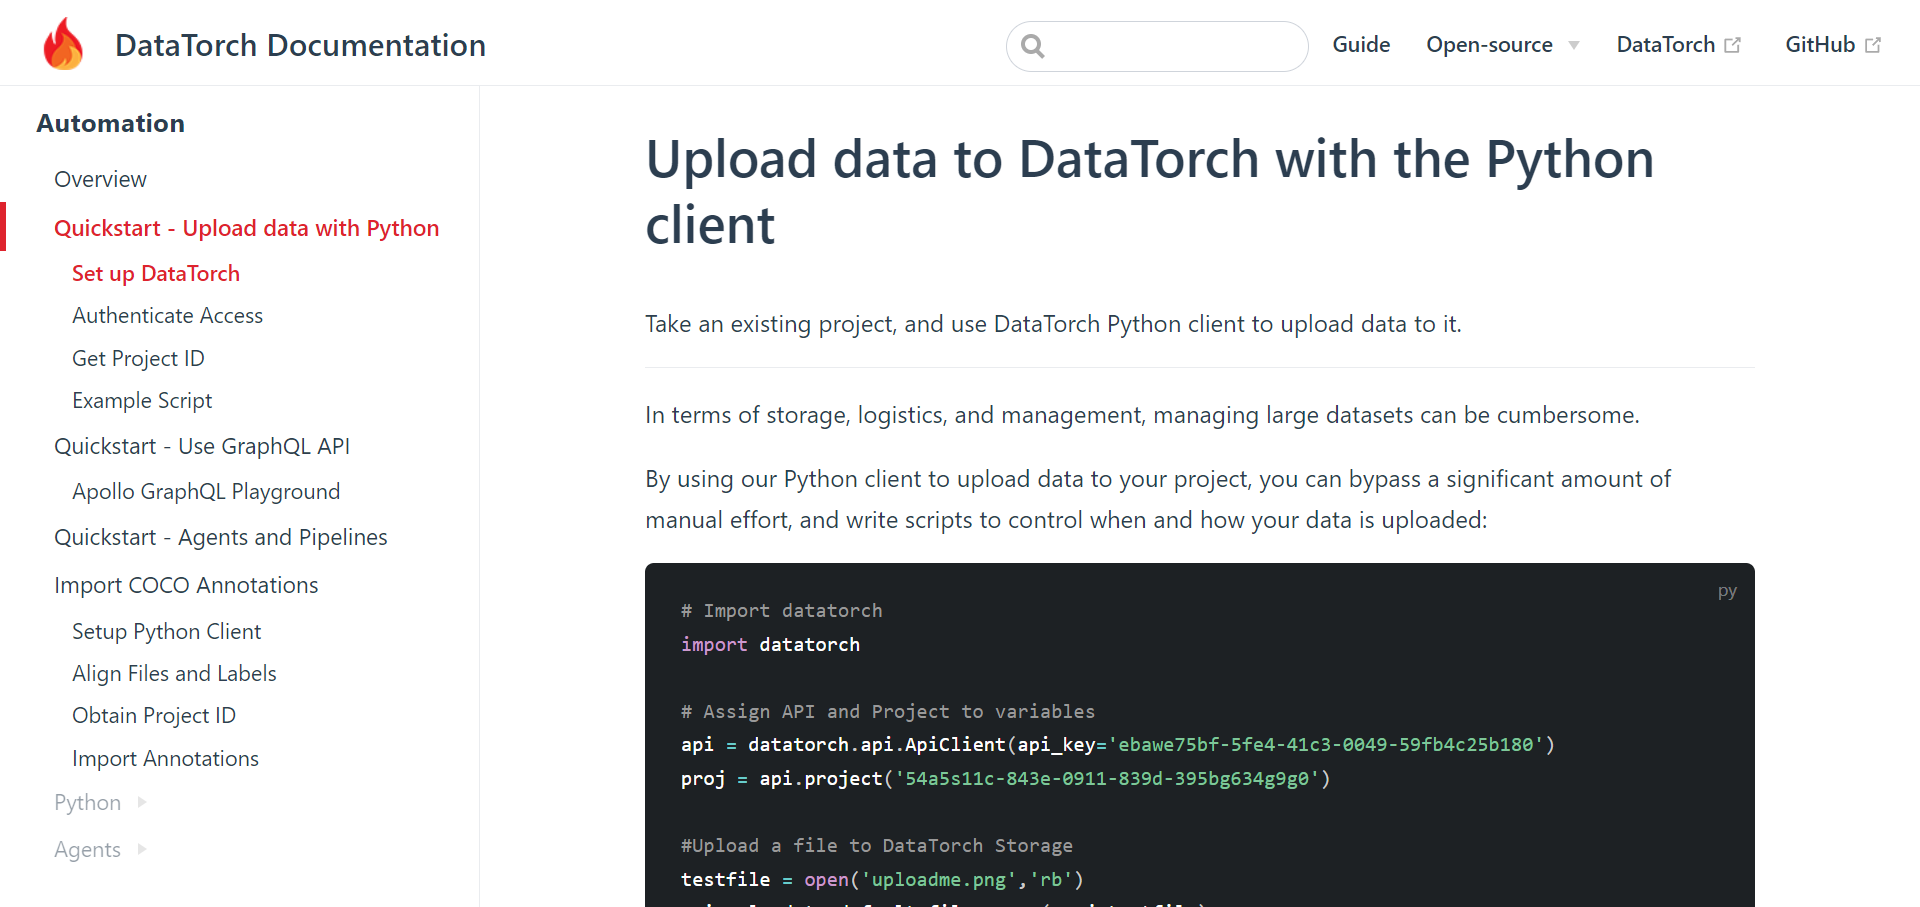 DataTorch Documentation
Guide
Open-source
DataTorch
GitHub
Automation
Overview
Quickstart - Upload data with Python
Set up DataTorch
Authenticate Access
Get Project ID
Example Script
Quickstart - Use GraphQL API
Apollo GraphQL Playground
Quickstart - Agents and Pipelines
Import COCO Annotations
Setup Python Client
Align Files and Labels
Obtain Project ID
Import Annotations
Python
Agents
Upload data to DataTorch with the Python
client
Take an existing project, and use DataTorch Python client to upload data to it.
In terms of storage, logistics, and management, managing large datasets can be cumbersome.
By using our Python client to upload data to your project, you can bypass a significant amount of
manual effort, and write scripts to control when and how your data is uploaded:
py
# Import datatorch
import datatorch
# Assign API and Project to variables
api = datatorch.api.ApiClient(api_key='ebawe75bf-5fe4-41c3-0049-59fb4c25b180')
proj = api.project('54a5s11c-843e-0911-839d-395bg634g9g0')
#Upload a file to DataTorch Storage
testfile = open('uploadme.png','rb')